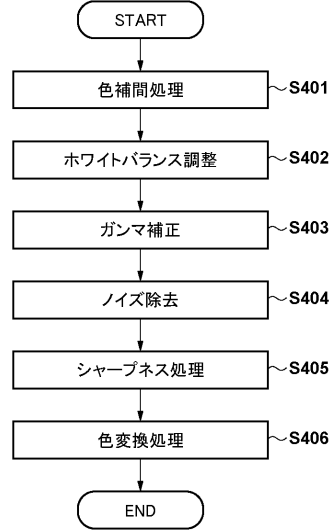 START
色補間処理 S401
ホワイトバランス調整 S402
ガンマ補正 S403
ノイズ除去 S404
シャープネス処理 S405
色変換処理 S406
END